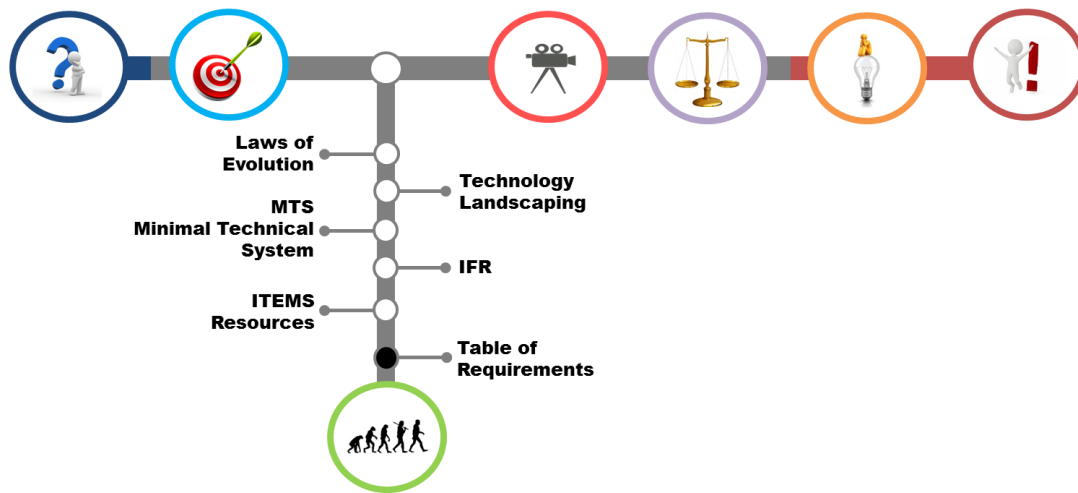 Laws of
Evolution
Technology
Landscaping
MTS
Minimal Technical
System
IFR
ITEMS
Resources
Table of
Requirements